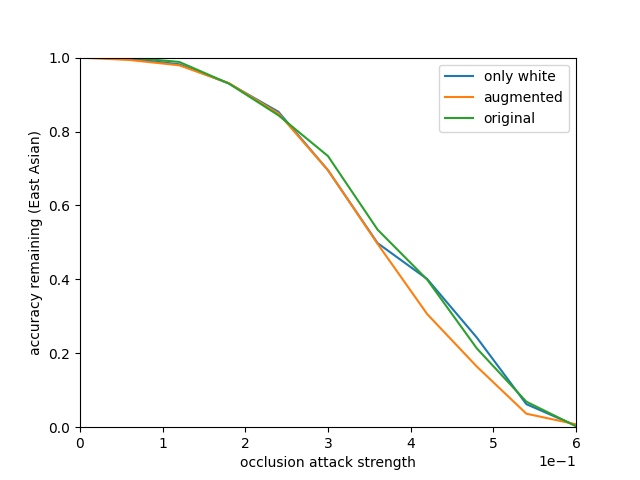 only white
augmented
original
1.0
0.8
0.6
0.4
0.2
0.0
accuracy remaining (East Asian)
0 1 2 3 4 5 6
1e−1
occlusion attack strength